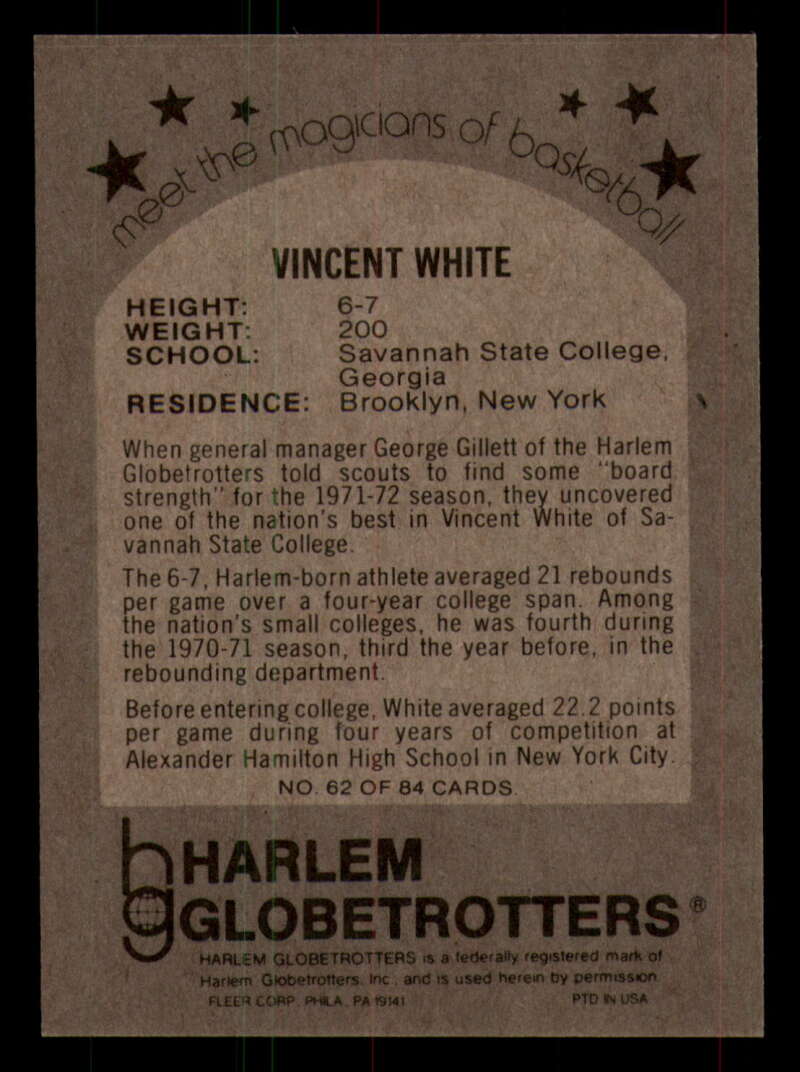 meet the magicians of basketball
VINCENT WHITE
HEIGHT: 6-7
WEIGHT: 200
SCHOOL: Savannah State College,
Georgia
RESIDENCE: Brooklyn, New York
When general manager George Gillett of the Harlem
Globetrotters told scouts to find some "board
strength" for the 1971-72 season, they uncovered
one of the nation's best in Vincent White of Sa-
vannah State College.
The 6-7, Harlem-born athlete averaged 21 rebounds
per game over a four-year college span. Among
the nation's small colleges, he was fourth during
the 1970-71 season, third the year before, in the
rebounding department.
Before entering college, White averaged 22.2 points
per game during four years of competition at
Alexander Hamilton High School in New York City.
NO. 62 OF 84 CARDS.
hg HARLEM
GLOBETROTTERS®
HARLEM GLOBETROTTERS is a federally registered mark of
Harlem Globetrotters, Inc., and is used herein by permission.
FLEER CORP. PHILA., PA 19141 PTD IN USA